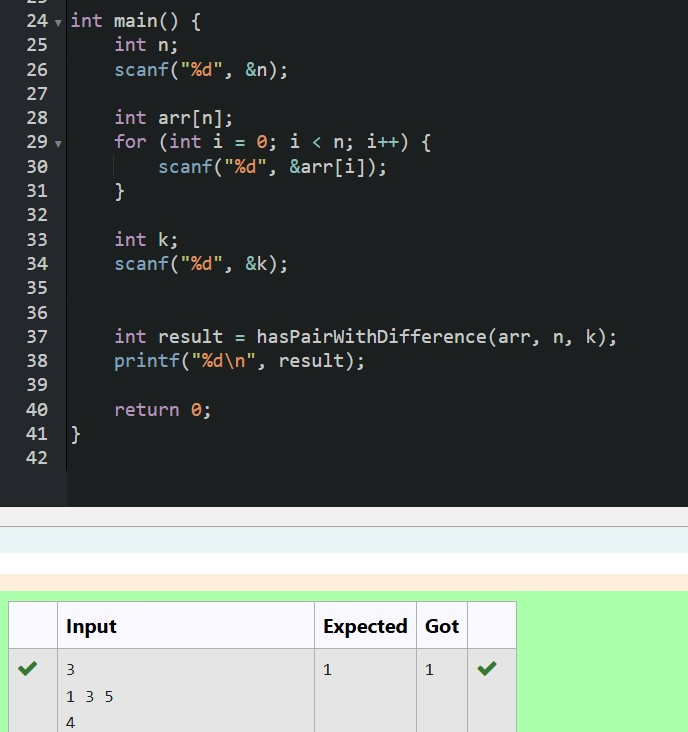 24 int main() {
25 int n;
26 scanf("%d", &n);
27
28 int arr[n];
29 for (int i = 0; i < n; i++) {
30 scanf("%d", &arr[i]);
31 }
32
33 int k;
34 scanf("%d", &k);
35
36
37 int result = hasPairWithDifference(arr, n, k);
38 printf("%d\n", result);
39
40 return 0;
41 }
42
Input Expected Got
3 1 1
1 3 5
4